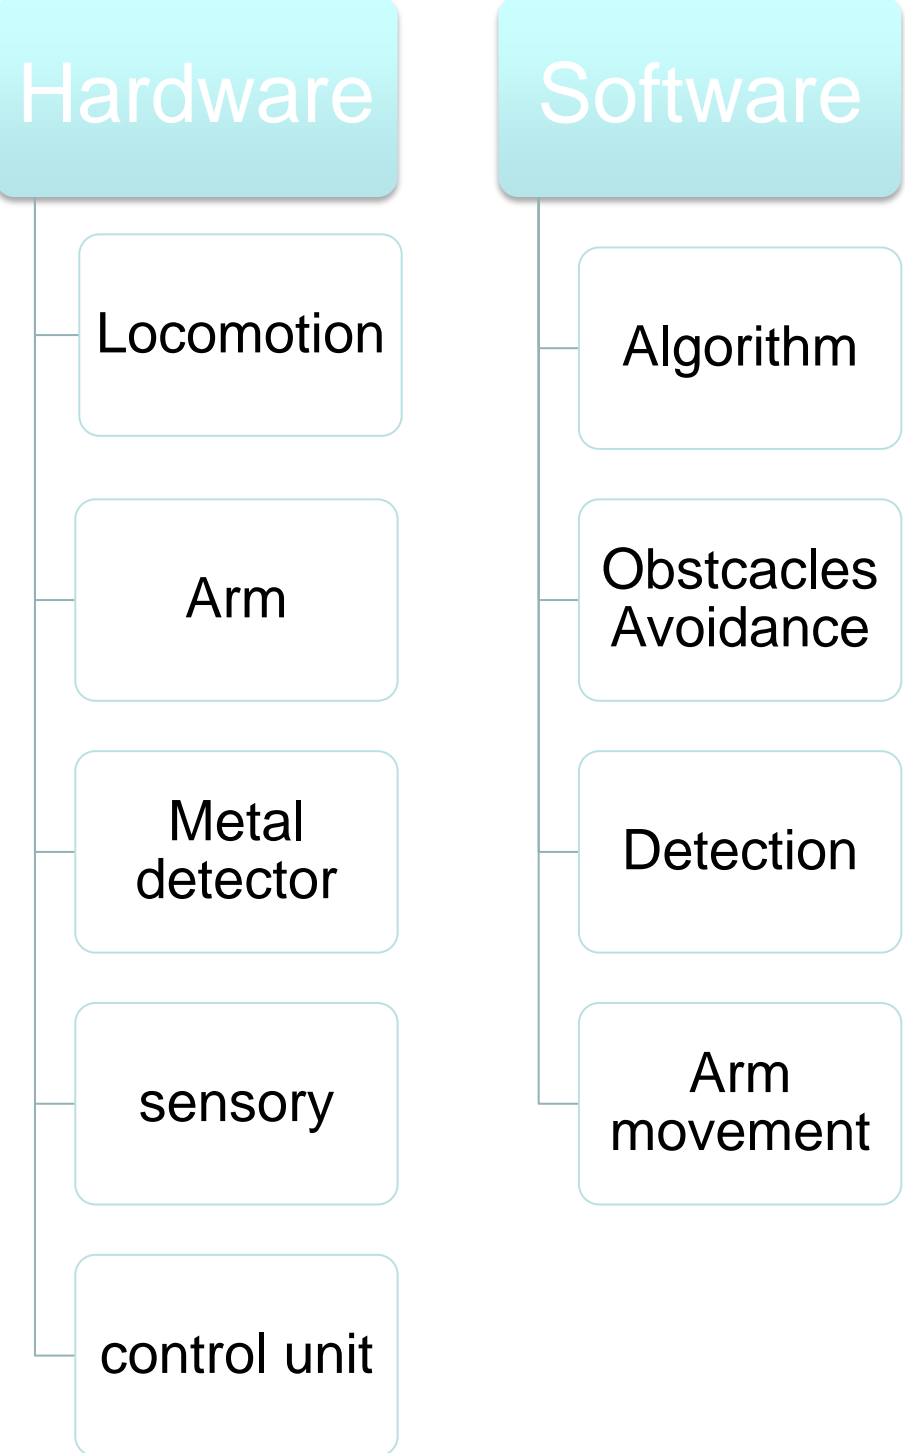 Hardware
Locomotion
Arm
Metal
detector
sensory
control unit
Software
Algorithm
Obstcacles
Avoidance
Detection
Arm
movement